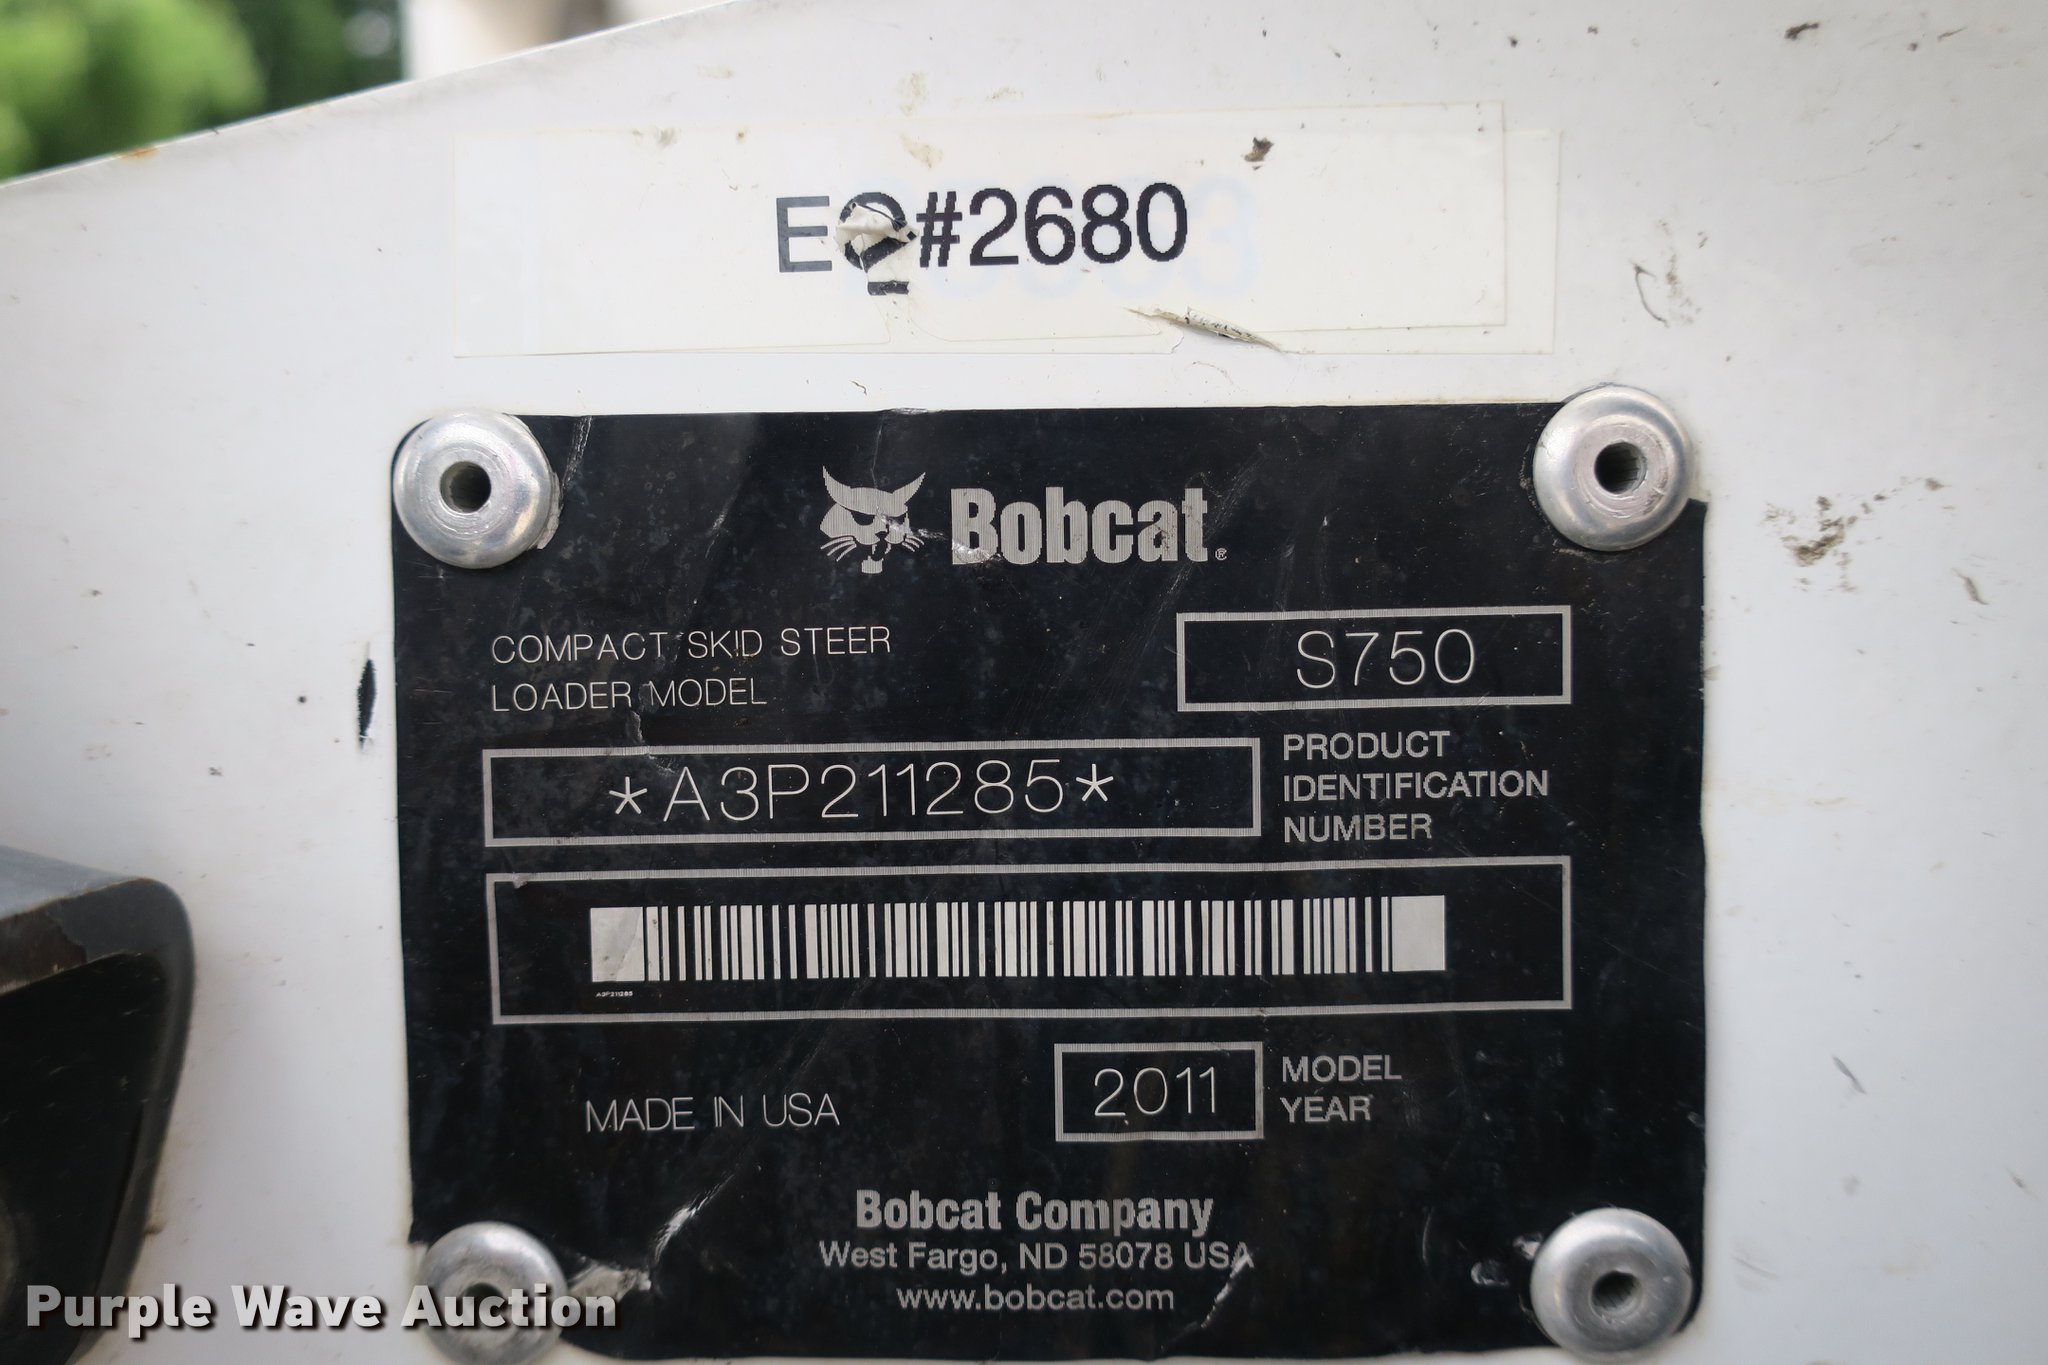 EQ#2680
Bobcat®
COMPACT SKID STEER
LOADER MODEL
S750
*A3P211285*
PRODUCT
IDENTIFICATION
NUMBER
A3P211285
MADE IN USA
2011
MODEL
YEAR
Bobcat Company
West Fargo, ND 58078 USA
www.bobcat.com
Purple Wave Auction